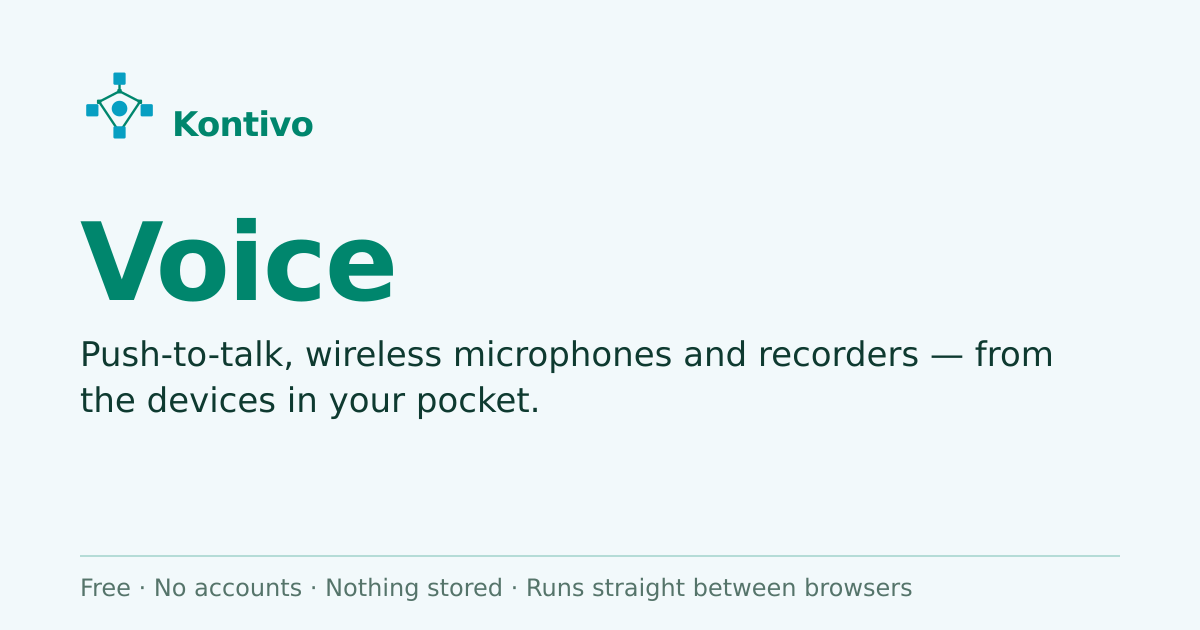 Kontivo
Voice
Push-to-talk, wireless microphones and recorders — from
the devices in your pocket.
Free · No accounts · Nothing stored · Runs straight between browsers